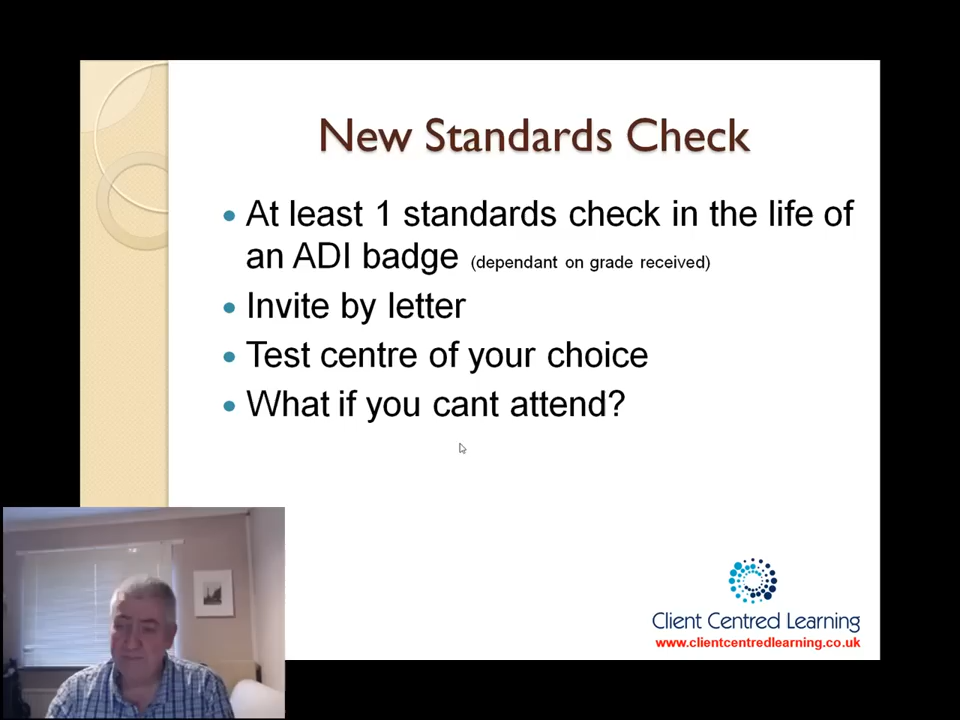 New Standards Check
• At least 1 standards check in the life of
an ADI badge (dependant on grade received)
• Invite by letter
• Test centre of your choice
• What if you cant attend?
Client Centred Learning
www.clientcentredlearning.co.uk